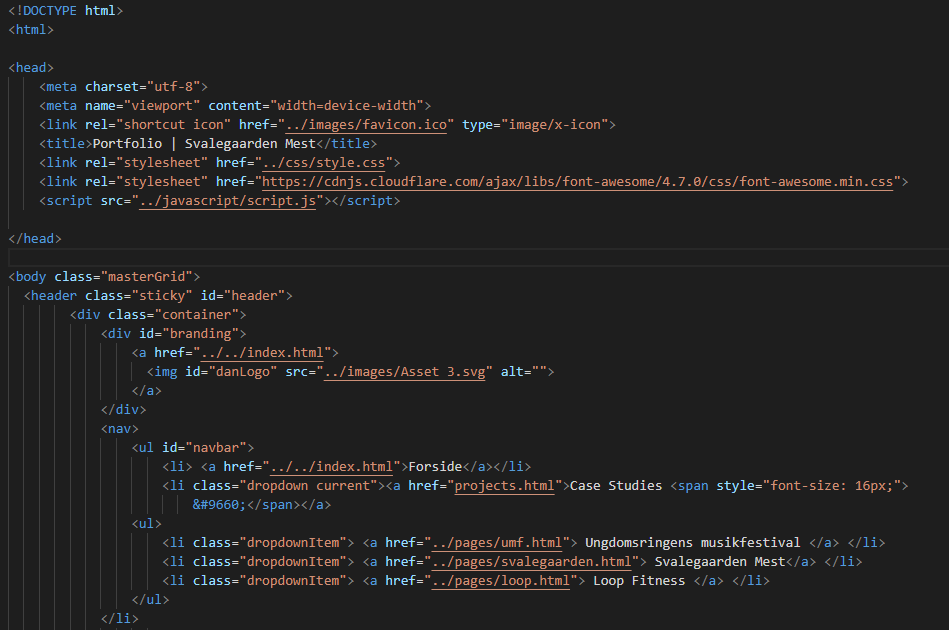 <!DOCTYPE html>
<html>
<head>
<meta charset="utf-8">
<meta name="viewport" content="width=device-width">
<link rel="shortcut icon" href="../images/favicon.ico" type="image/x-icon">
<title>Portfolio | Svalegaarden Mest</title>
<link rel="stylesheet" href="../css/style.css">
<link rel="stylesheet" href="https://cdnjs.cloudflare.com/ajax/libs/font-awesome/4.7.0/css/font-awesome.min.css">
<script src="../javascript/script.js"></script>
</head>
<body class="masterGrid">
<header class="sticky" id="header">
<div class="container">
<div id="branding">
<a href="../../index.html">
<img id="danLogo" src="../images/Asset 3.svg" alt="">
</a>
</div>
<nav>
<ul id="navbar">
<li> <a href="../../index.html">Forside</a></li>
<li class="dropdown current"><a href="projects.html">Case Studies <span style="font-size: 16px;">
&#9660;</span></a>
<ul>
<li class="dropdownItem"> <a href="../pages/umf.html"> Ungdomsringens musikfestival </a> </li>
<li class="dropdownItem"> <a href="../pages/svalegaarden.html"> Svalegaarden Mest</a> </li>
<li class="dropdownItem"> <a href="../pages/loop.html"> Loop Fitness </a> </li>
</ul>
</li>